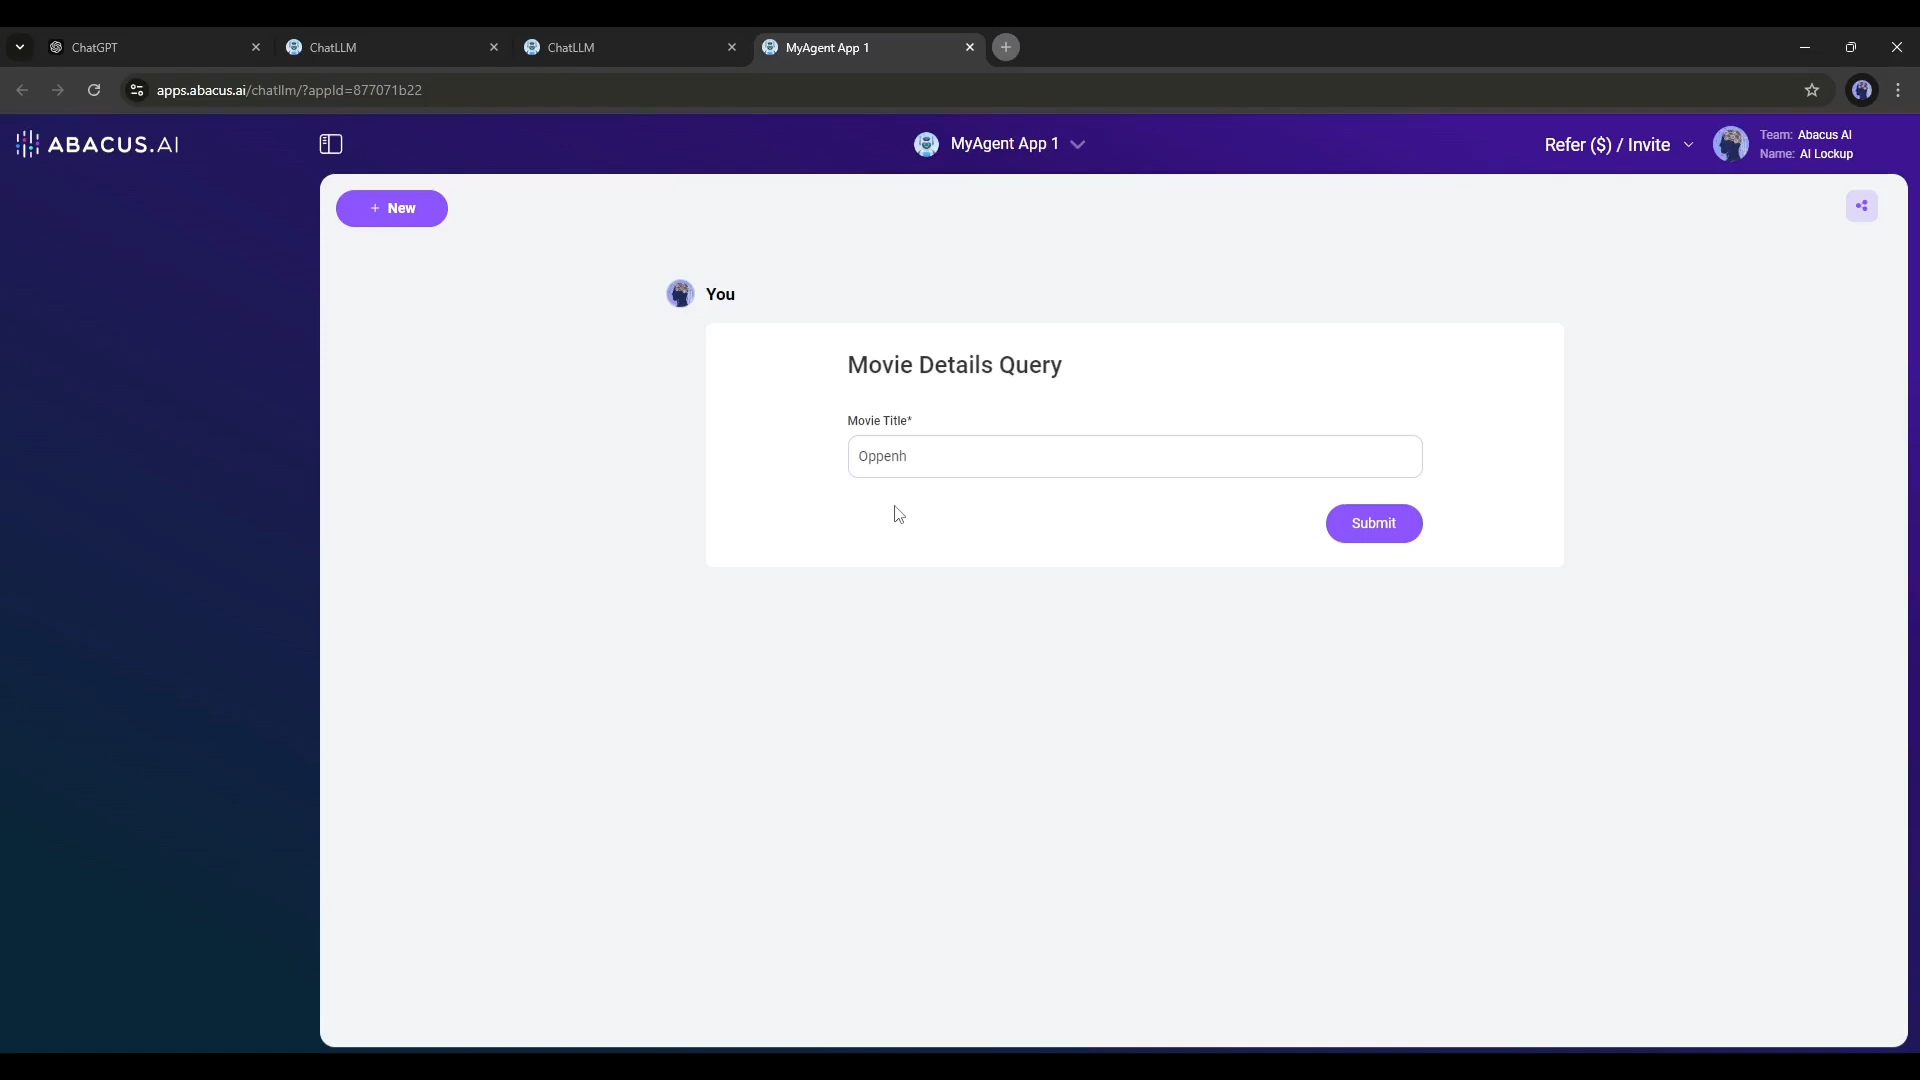 ChatGPT
ChatLLM
ChatLLM
MyAgent App 1
apps.abacus.ai/chatllm/?appId=877071b22
ABACUS.AI
MyAgent App 1
Refer ($) / Invite
Team: Abacus AI
Name: AI Lockup
+ New
You
Movie Details Query
Movie Title*
Oppenh
Submit